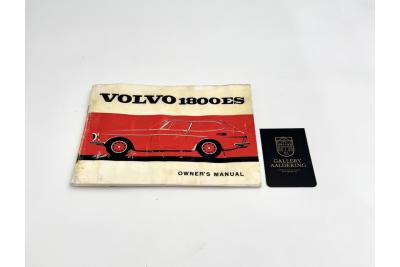 VOLVO 1800ES
OWNER'S MANUAL
GALLERY
AALDERING